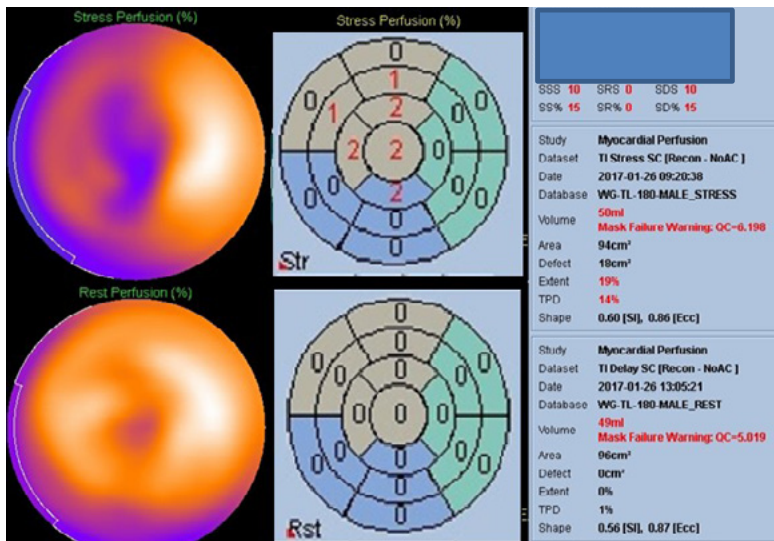 Stress Perfusion (%)
Stress Perfusion (%)
0
0 1 0
1 2
0 2 2 0 0
2
0 0 0 0
0
0
Str
Rest Perfusion (%)
0
0 0 0
0 0 0 0
0 0 0
0 0 0 0 0
0
0
Rst
SSS 10 SRS 0 SDS 10
SS% 15 SR% 0 SD% 15
Study Myocardial Perfusion
Dataset Tl Stress SC [Recon - NoAC ]
Date 2017-01-26 09:20:38
Database WG-TL-180-MALE_STRESS
Volume 50ml
Mask Failure Warning: QC=6.198
Area 94cm²
Defect 18cm²
Extent 19%
TPD 14%
Shape 0.60 [SI], 0.86 [Ecc]
Study Myocardial Perfusion
Dataset Tl Delay SC [Recon - NoAC ]
Date 2017-01-26 13:05:21
Database WG-TL-180-MALE_REST
Volume 49ml
Mask Failure Warning: QC=5.019
Area 96cm²
Defect 0cm²
Extent 0%
TPD 1%
Shape 0.56 [SI], 0.87 [Ecc]